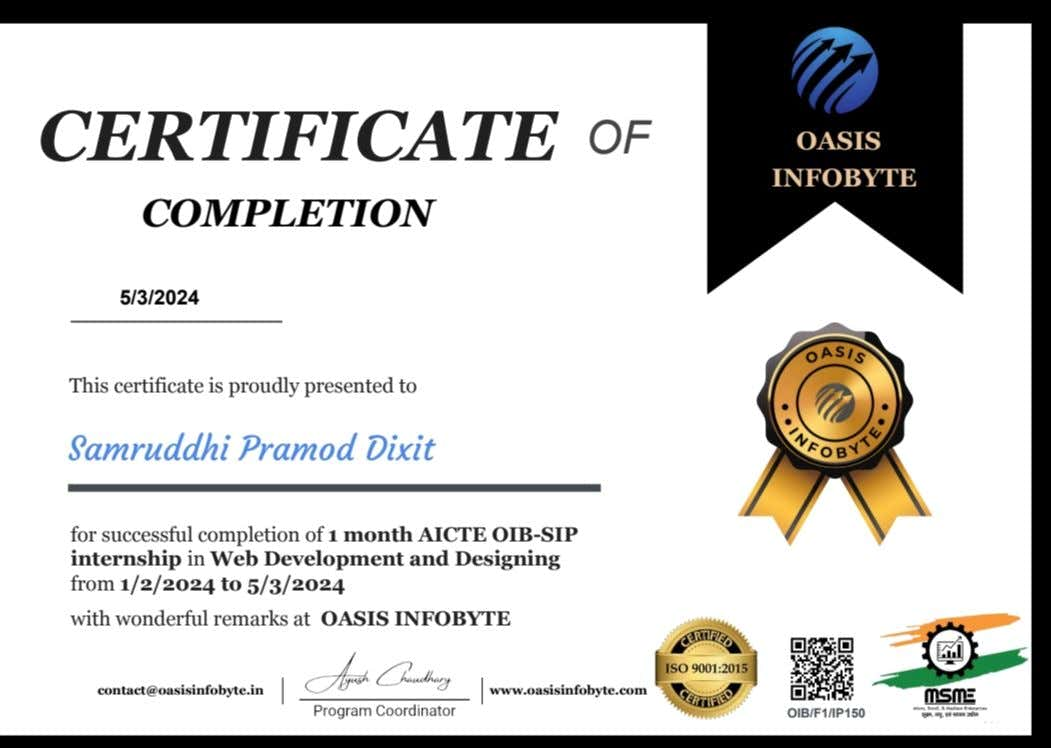 CERTIFICATE OF
COMPLETION
OASIS
INFOBYTE
5/3/2024
This certificate is proudly presented to
Samruddhi Pramod Dixit
for successful completion of 1 month AICTE OIB-SIP
internship in Web Development and Designing
from 1/2/2024 to 5/3/2024
with wonderful remarks at OASIS INFOBYTE
OASIS
INFOBYTE
contact@oasisinfobyte.in
Ayush Chaudhary
Program Coordinator
www.oasisinfobyte.com
CERTIFIED
ISO 9001:2015
CERTIFIED
OIB/F1/IP150
MSME